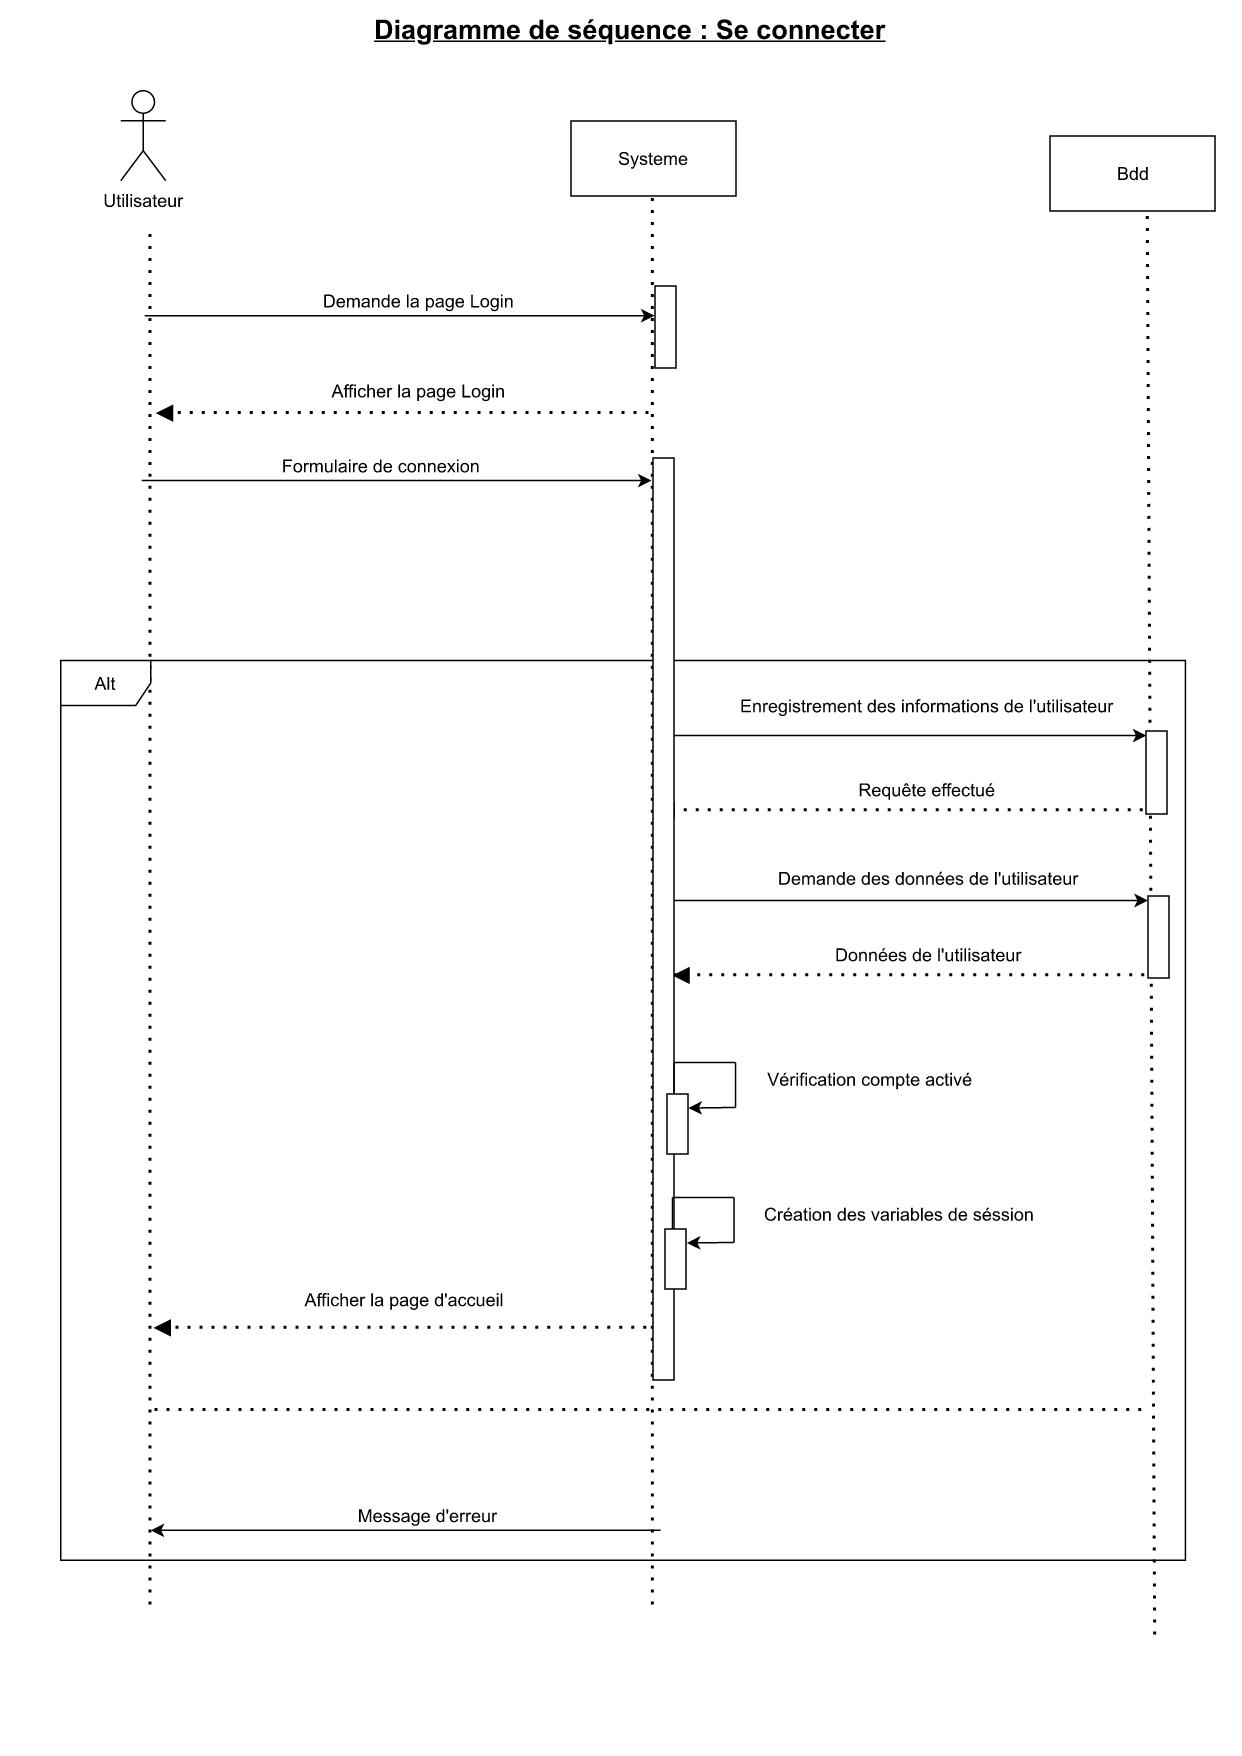 Diagramme de séquence : Se connecter
Utilisateur
Systeme
Bdd
Demande la page Login
Afficher la page Login
Formulaire de connexion
Alt
Enregistrement des informations de l'utilisateur
Requête effectué
Demande des données de l'utilisateur
Données de l'utilisateur
Vérification compte activé
Création des variables de séssion
Afficher la page d'accueil
Message d'erreur